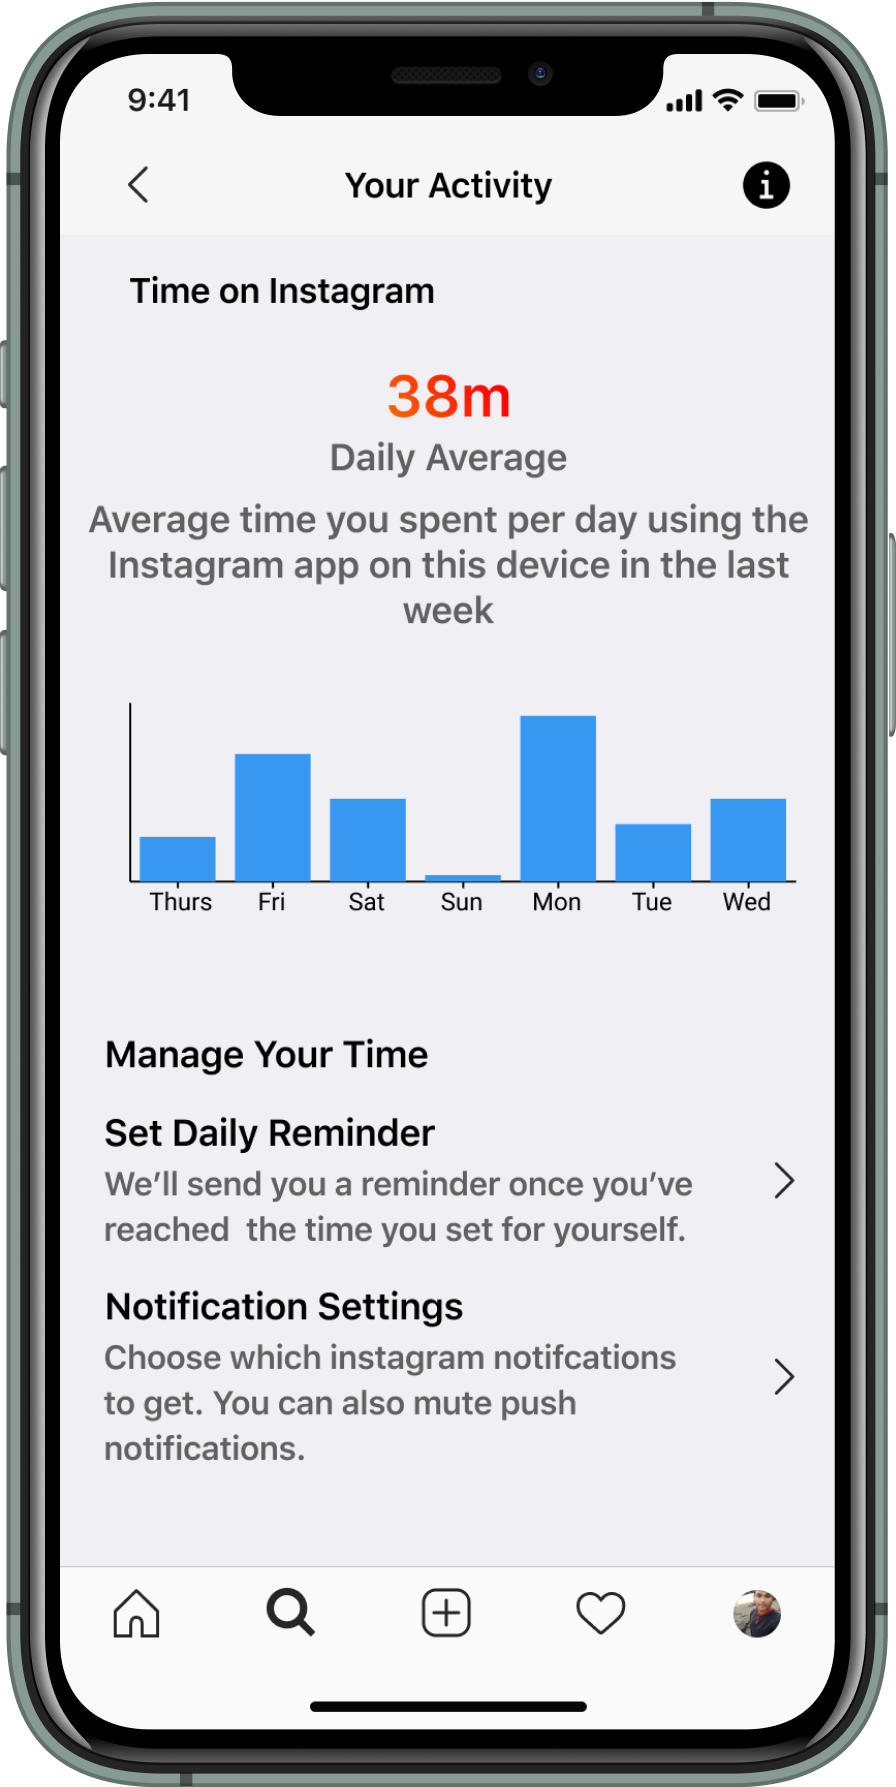 9:41
Your Activity
Time on Instagram
38m
Daily Average
Average time you spent per day using the
Instagram app on this device in the last
week
Thurs Fri Sat Sun Mon Tue Wed
Manage Your Time
Set Daily Reminder
We’ll send you a reminder once you’ve
reached  the time you set for yourself.
Notification Settings
Choose which instagram notifcations
to get. You can also mute push
notifications.